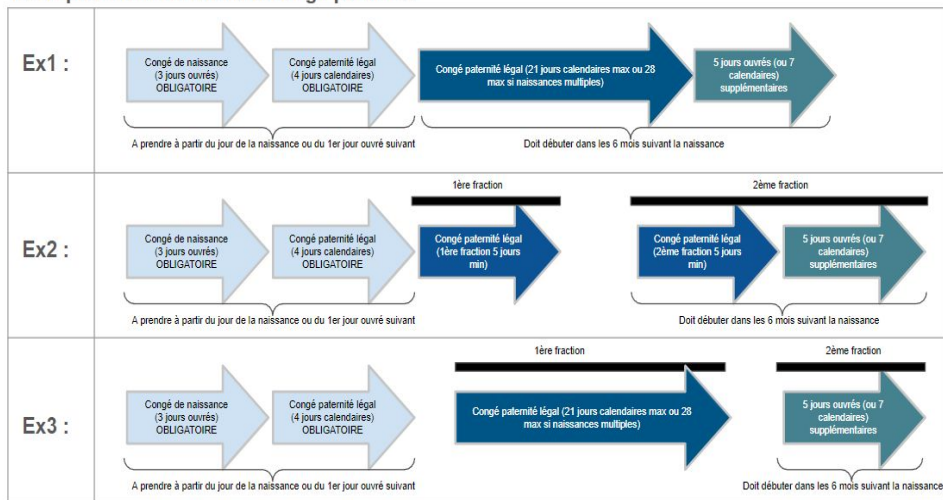 Ex1 :
Congé de naissance
(3 jours ouvrés)
OBLIGATOIRE
Congé paternité légal
(4 jours calendaires)
OBLIGATOIRE
Congé paternité légal (21 jours calendaires max ou 28
max si naissances multiples)
5 jours ouvrés (ou 7
calendaires)
supplémentaires
A prendre à partir du jour de la naissance ou du 1er jour ouvré suivant
Doit débuter dans les 6 mois suivant la naissance
1ère fraction
2ème fraction
Ex2 :
Congé de naissance
(3 jours ouvrés)
OBLIGATOIRE
Congé paternité légal
(4 jours calendaires)
OBLIGATOIRE
Congé paternité légal
(1ère fraction 5 jours
min)
Congé paternité légal
(2ème fraction 5 jours
min)
5 jours ouvrés (ou 7
calendaires)
supplémentaires
A prendre à partir du jour de la naissance ou du 1er jour ouvré suivant
Doit débuter dans les 6 mois suivant la naissance
1ère fraction
2ème fraction
Ex3 :
Congé de naissance
(3 jours ouvrés)
OBLIGATOIRE
Congé paternité légal
(4 jours calendaires)
OBLIGATOIRE
Congé paternité légal (21 jours calendaires max ou 28
max si naissances multiples)
5 jours ouvrés (ou 7
calendaires)
supplémentaires
A prendre à partir du jour de la naissance ou du 1er jour ouvré suivant
Doit débuter dans les 6 mois suivant la naissance